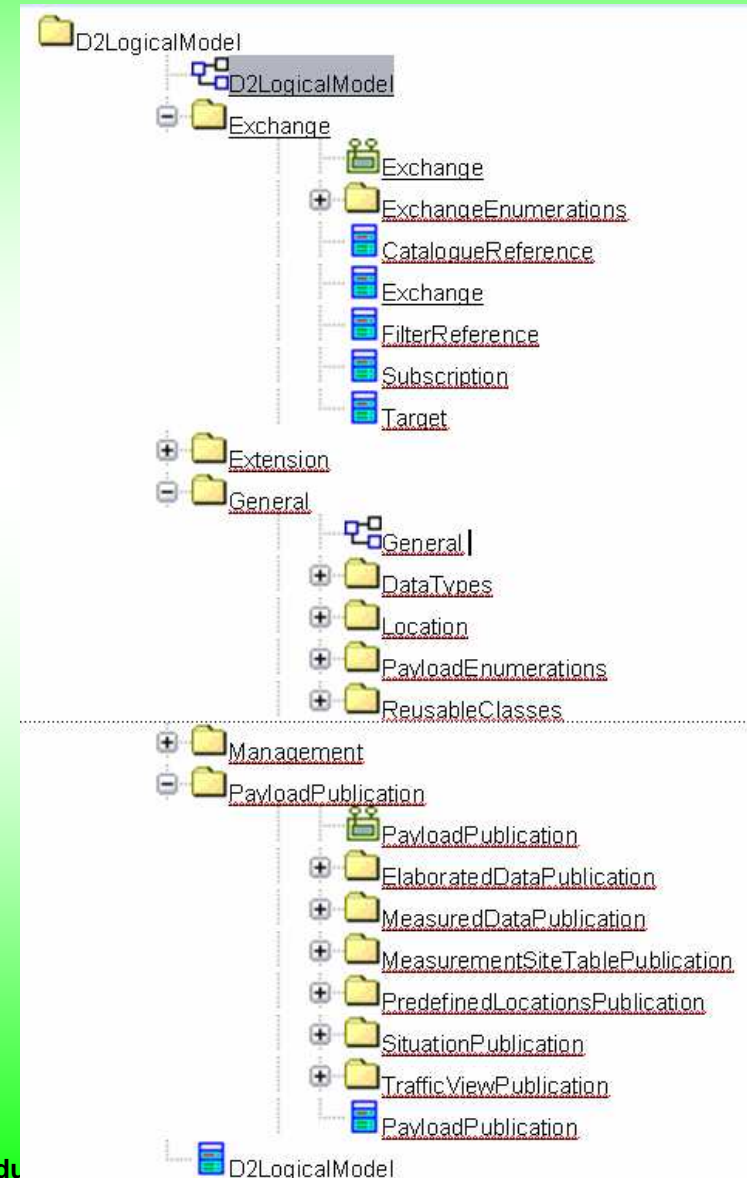 D2LogicalModel
D2LogicalModel
Exchange
Exchange
ExchangeEnumerations
CatalogueReference
Exchange
FilterReference
Subscription
Target
Extension
General
General
DataTypes
Location
PayloadEnumerations
ReusableClasses
Management
PayloadPublication
PayloadPublication
ElaboratedDataPublication
MeasuredDataPublication
MeasurementSiteTablePublication
PredefinedLocationsPublication
SituationPublication
TrafficViewPublication
PayloadPublication
D2LogicalModel